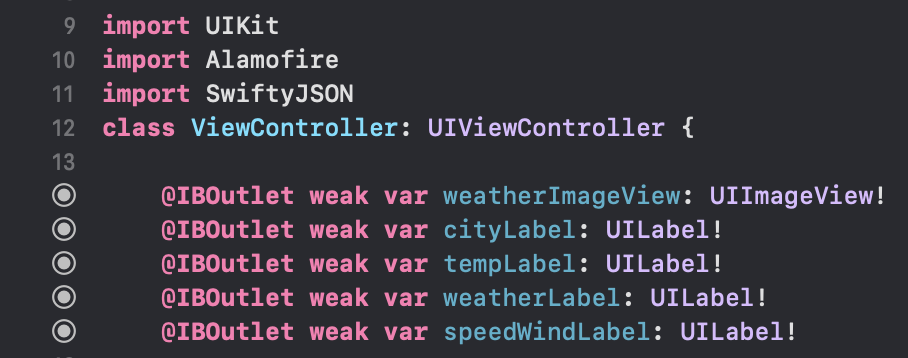 9 import UIKit
10 import Alamofire
11 import SwiftyJSON
12 class ViewController: UIViewController {
13
@IBOutlet weak var weatherImageView: UIImageView!
@IBOutlet weak var cityLabel: UILabel!
@IBOutlet weak var tempLabel: UILabel!
@IBOutlet weak var weatherLabel: UILabel!
@IBOutlet weak var speedWindLabel: UILabel!